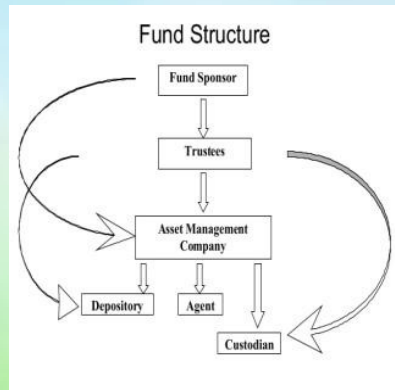 Fund Structure
Fund Sponsor
Trustees
Asset Management
Company
Depository
Agent
Custodian